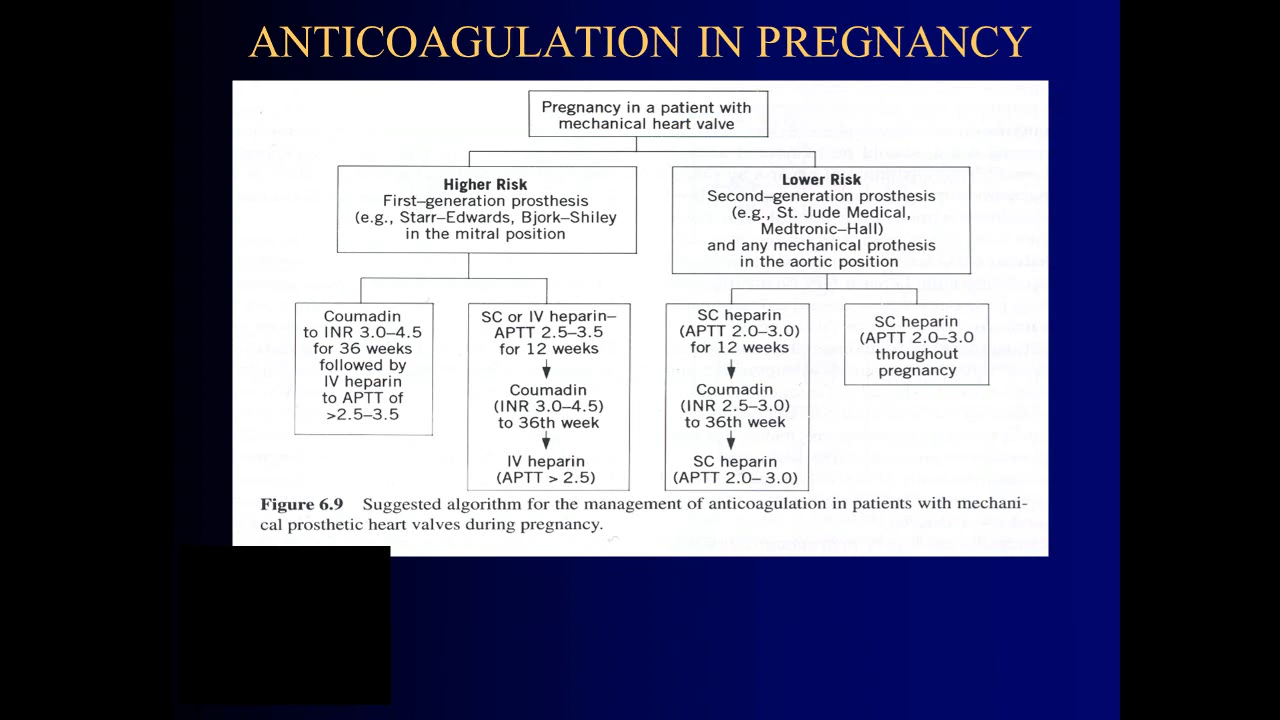 ANTICOAGULATION IN PREGNANCY
Pregnancy in a patient with
mechanical heart valve
Higher Risk
First–generation prosthesis
(e.g., Starr–Edwards, Bjork–Shiley
in the mitral position
Lower Risk
Second–generation prosthesis
(e.g., St. Jude Medical,
Medtronic–Hall)
and any mechanical prothesis
in the aortic position
Coumadin
to INR 3.0–4.5
for 36 weeks
followed by
IV heparin
to APTT of
>2.5–3.5
SC or IV heparin–
APTT 2.5–3.5
for 12 weeks
Coumadin
(INR 3.0–4.5)
to 36th week
IV heparin
(APTT > 2.5)
SC heparin
(APTT 2.0–3.0)
for 12 weeks
Coumadin
(INR 2.5–3.0)
to 36th week
SC heparin
(APTT 2.0– 3.0)
SC heparin
(APTT 2.0–3.0
throughout
pregnancy
Figure 6.9 Suggested algorithm for the management of anticoagulation in patients with mechani-
cal prosthetic heart valves during pregnancy.